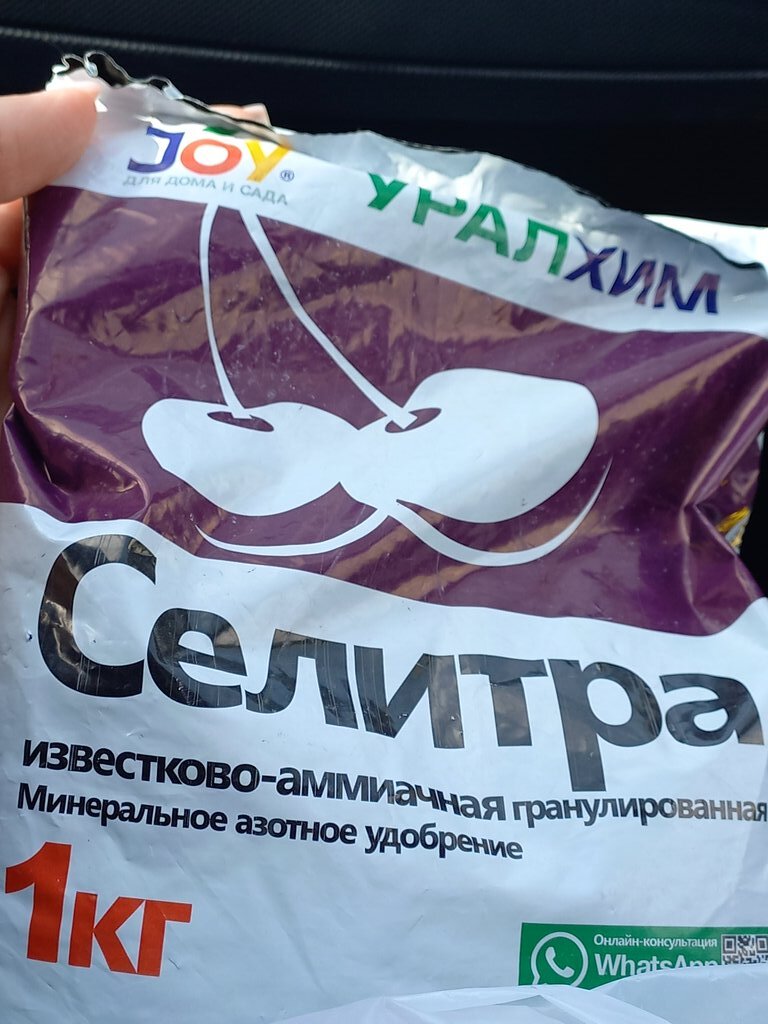 JOY®
ДЛЯ ДОМА И САДА
УРАЛХИМ
Селитра
известково-аммиачная гранулированная
Минеральное азотное удобрение
1кг
Онлайн-консультация
WhatsApp